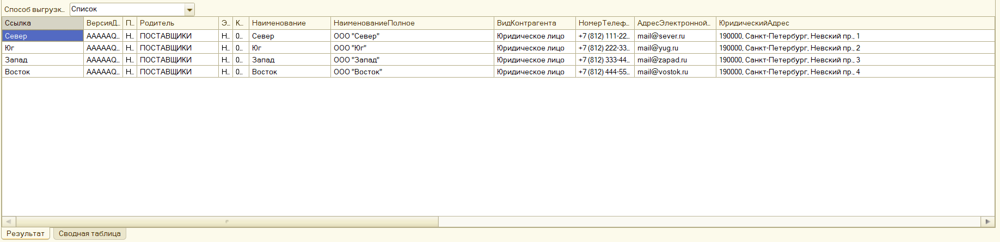 Способ выгрузк... Список
Ссылка ВерсияД... П... Родитель Э... К... Наименование НаименованиеПолное ВидКонтрагента НомерТелеф... АдресЭлектронной... ЮридическийАдрес
Север AAAAAQ... Н... ПОСТАВЩИКИ Н... 0... Север ООО "Север" Юридическое лицо +7 (812) 111-22... mail@sever.ru 190000, Санкт-Петербург, Невский пр., 1
Юг AAAAAQ... Н... ПОСТАВЩИКИ Н... 0... Юг ООО "Юг" Юридическое лицо +7 (812) 222-33... mail@yug.ru 190000, Санкт-Петербург, Невский пр., 2
Запад AAAAAQ... Н... ПОСТАВЩИКИ Н... 0... Запад ООО "Запад" Юридическое лицо +7 (812) 333-44... mail@zapad.ru 190000, Санкт-Петербург, Невский пр., 3
Восток AAAAAQ... Н... ПОСТАВЩИКИ Н... 0... Восток ООО "Восток" Юридическое лицо +7 (812) 444-55... mail@vostok.ru 190000, Санкт-Петербург, Невский пр., 4
Результат Сводная таблица